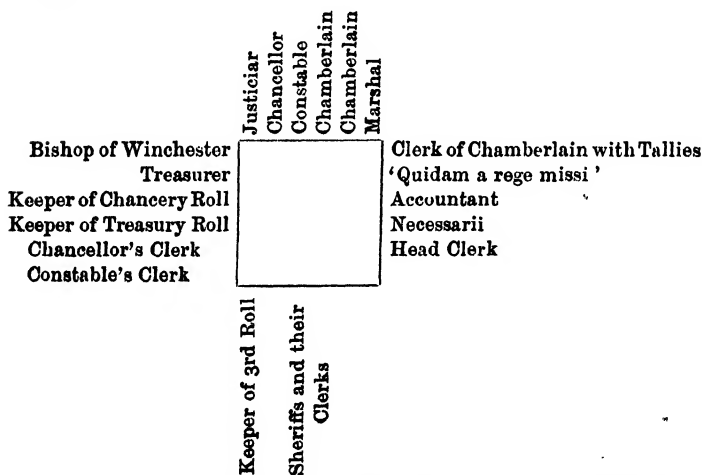 Justiciar
Chancellor
Constable
Chamberlain
Chamberlain
Marshal
Bishop of Winchester
Treasurer
Keeper of Chancery Roll
Keeper of Treasury Roll
Chancellor's Clerk
Constable's Clerk
Clerk of Chamberlain with Tallies
'Quidam a rege missi'
Accountant
Necessarii
Head Clerk
Keeper of 3rd Roll
Sheriffs and their
Clerks